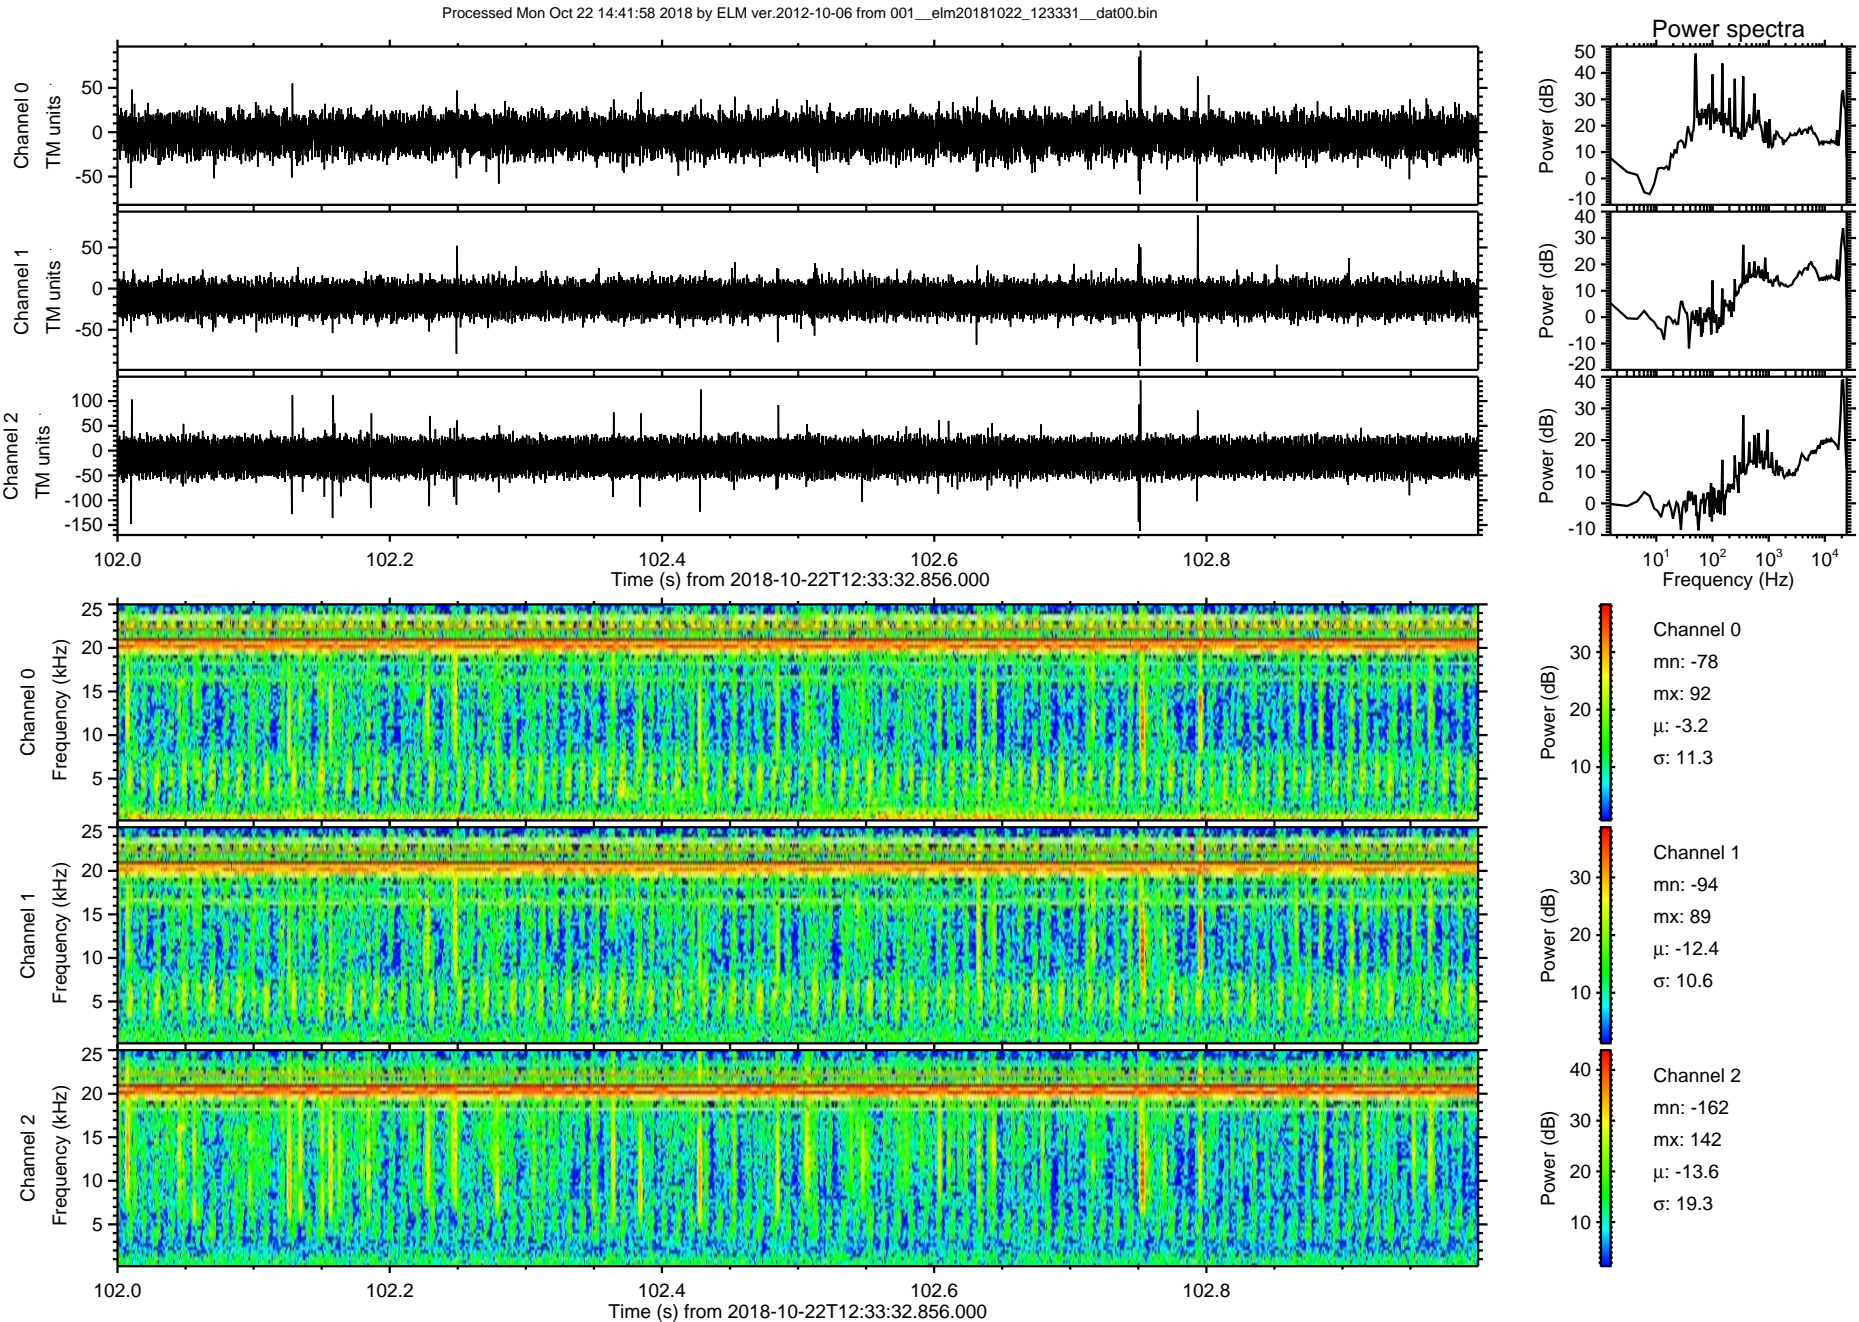 Processed Mon Oct 22 14:41:58 2018 by ELM ver.2012-10-06 from 001__elm20181022_123331__dat00.bin
Power spectra
Channel 0
TM units
50
0
-50
Power (dB)
50
40
30
20
10
0
-10
Channel 1
TM units
50
0
-50
Power (dB)
40
30
20
10
0
-10
-20
Channel 2
TM units
100
50
0
-50
-100
-150
Power (dB)
40
30
20
10
0
-10
102.0 102.2 102.4 102.6 102.8
Time (s) from 2018-10-22T12:33:32.856.000
10^1 10^2 10^3 10^4
Frequency (Hz)
Channel 0
Frequency (kHz)
25
20
15
10
5
Power (dB)
30
20
10
Channel 0
mn: -78
mx: 92
μ: -3.2
σ: 11.3
Channel 1
Frequency (kHz)
25
20
15
10
5
Power (dB)
30
20
10
Channel 1
mn: -94
mx: 89
μ: -12.4
σ: 10.6
Channel 2
Frequency (kHz)
25
20
15
10
5
Power (dB)
40
30
20
10
Channel 2
mn: -162
mx: 142
μ: -13.6
σ: 19.3
102.0 102.2 102.4 102.6 102.8
Time (s) from 2018-10-22T12:33:32.856.000